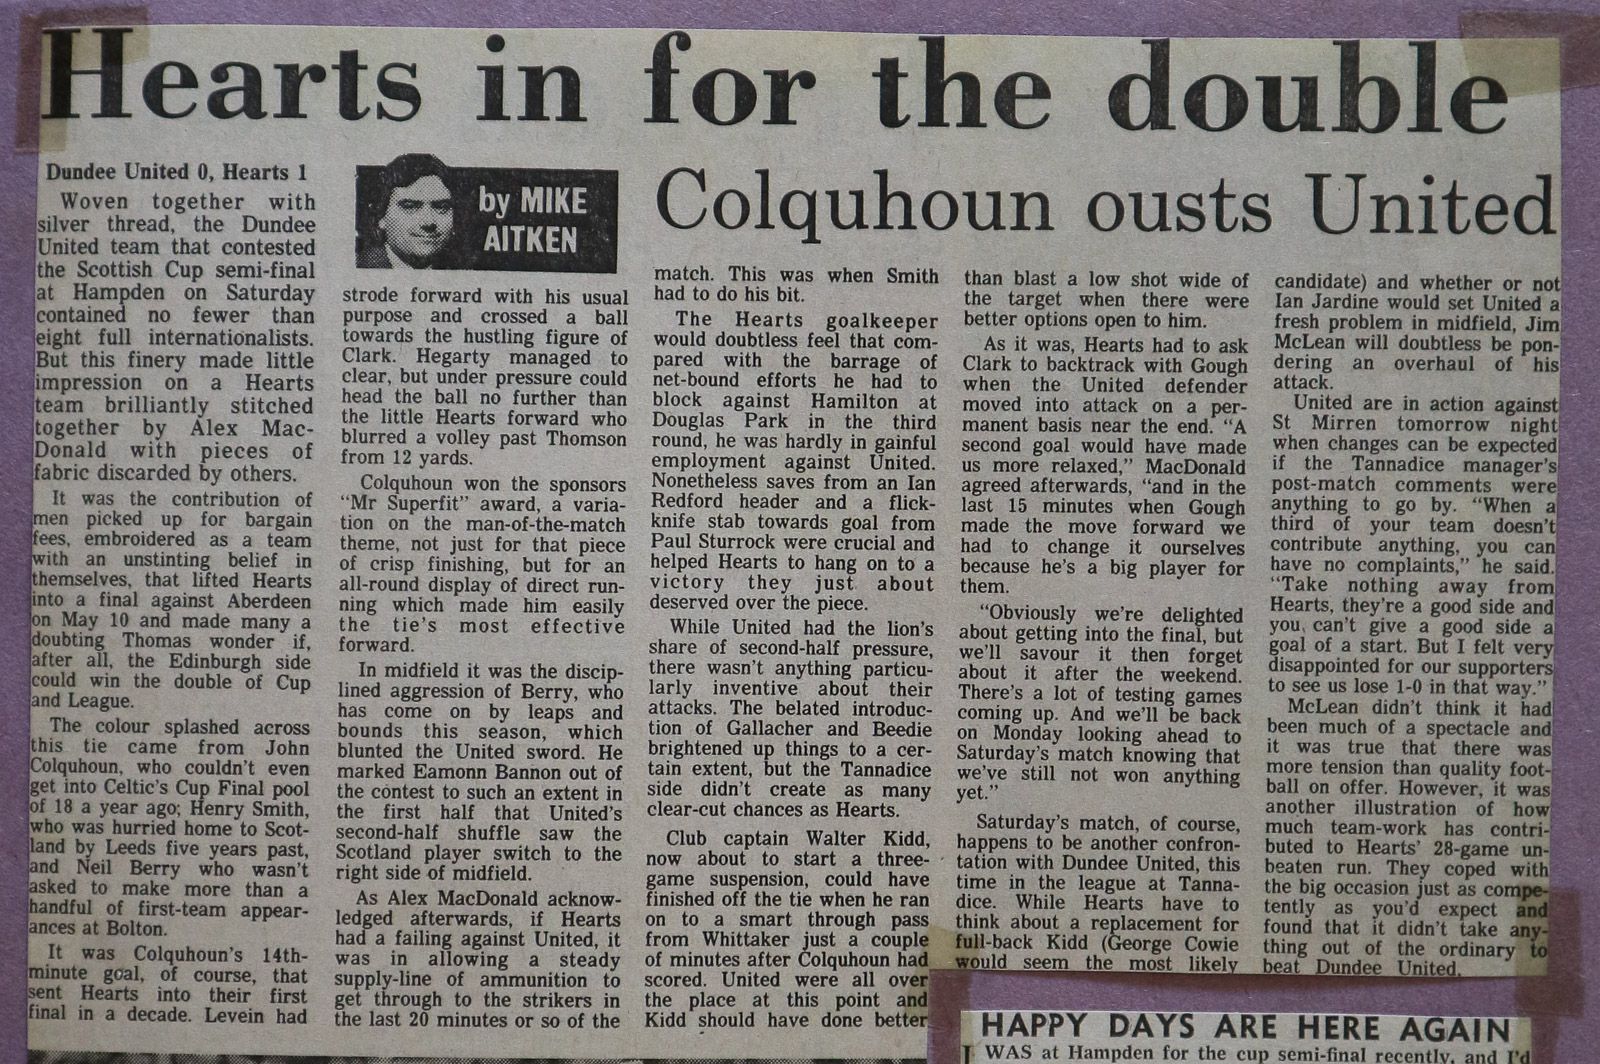 Hearts in for the double
Colquhoun ousts United
Dundee United 0, Hearts 1
Woven together with
silver thread, the Dundee
United team that contested
the Scottish Cup semi-final
at Hampden on Saturday
contained no fewer than
eight full internationalists.
But this finery made little
impression on a Hearts
team brilliantly stitched
together by Alex Mac-
Donald with pieces of
fabric discarded by others.
It was the contribution of
men picked up for bargain
fees, embroidered as a team
with an unstinting belief in
themselves, that lifted Hearts
into a final against Aberdeen
on May 10 and made many a
doubting Thomas wonder if,
after all, the Edinburgh side
could win the double of Cup
and League.
The colour splashed across
this tie came from John
Colquhoun, who couldn't even
get into Celtic's Cup Final pool
of 18 a year ago; Henry Smith,
who was hurried home to Scot-
land by Leeds five years past,
and Neil Berry who wasn't
asked to make more than a
handful of first-team appear-
ances at Bolton.
It was Colquhoun's 14th-
minute goal, of course, that
sent Hearts into their first
final in a decade. Levein had
by MIKE
AITKEN
strode forward with his usual
purpose and crossed a ball
towards the hustling figure of
Clark. Hegarty managed to
clear, but under pressure could
head the ball no further than
the little Hearts forward who
blurred a volley past Thomson
from 12 yards.
Colquhoun won the sponsors
“Mr Superfit” award, a varia-
tion on the man-of-the-match
theme, not just for that piece
of crisp finishing, but for an
all-round display of direct run-
ning which made him easily
the tie's most effective
forward.
In midfield it was the discip-
lined aggression of Berry, who
has come on by leaps and
bounds this season, which
blunted the United sword. He
marked Eamonn Bannon out of
the contest to such an extent in
the first half that United's
second-half shuffle saw the
Scotland player switch to the
right side of midfield.
As Alex MacDonald acknow-
ledged afterwards, if Hearts
had a failing against United, it
was in allowing a steady
supply-line of ammunition to
get through to the strikers in
the last 20 minutes or so of the
match. This was when Smith
had to do his bit.
The Hearts goalkeeper
would doubtless feel that com-
pared with the barrage of
net-bound efforts he had to
block against Hamilton at
Douglas Park in the third
round, he was hardly in gainful
employment against United.
Nonetheless saves from an Ian
Redford header and a flick-
knife stab towards goal from
Paul Sturrock were crucial and
helped Hearts to hang on to a
victory they just about
deserved over the piece.
While United had the lion's
share of second-half pressure,
there wasn't anything particu-
larly inventive about their
attacks. The belated introduc-
tion of Gallacher and Beedie
brightened up things to a cer-
tain extent, but the Tannadice
side didn't create as many
clear-cut chances as Hearts.
Club captain Walter Kidd,
now about to start a three-
game suspension, could have
finished off the tie when he ran
on to a smart through pass
from Whittaker just a couple
of minutes after Colquhoun had
scored. United were all over
the place at this point and
Kidd should have done better
than blast a low shot wide of
the target when there were
better options open to him.
As it was, Hearts had to ask
Clark to backtrack with Gough
when the United defender
moved into attack on a per-
manent basis near the end. “A
second goal would have made
us more relaxed,” MacDonald
agreed afterwards, “and in the
last 15 minutes when Gough
made the move forward we
had to change it ourselves
because he's a big player for
them.
“Obviously we're delighted
about getting into the final, but
we'll savour it then forget
about it after the weekend.
There's a lot of testing games
coming up. And we'll be back
on Monday looking ahead to
Saturday's match knowing that
we've still not won anything
yet.”
Saturday's match, of course,
happens to be another confron-
tation with Dundee United, this
time in the league at Tanna-
dice. While Hearts have to
think about a replacement for
full-back Kidd (George Cowie
would seem the most likely
candidate) and whether or not
Ian Jardine would set United a
fresh problem in midfield, Jim
McLean will doubtless be pon-
dering an overhaul of his
attack.
United are in action against
St Mirren tomorrow night
when changes can be expected
if the Tannadice manager's
post-match comments were
anything to go by. “When a
third of your team doesn't
contribute anything, you can
have no complaints,” he said.
“Take nothing away from
Hearts, they're a good side and
you can't give a good side a
goal of a start. But I felt very
disappointed for our supporters
to see us lose 1-0 in that way.”
McLean didn't think it had
been much of a spectacle and
it was true that there was
more tension than quality foot-
ball on offer. However, it was
another illustration of how
much team-work has contri-
buted to Hearts' 28-game un-
beaten run. They coped with
the big occasion just as compe-
tently as you'd expect and
found that it didn't take any-
thing out of the ordinary to
beat Dundee United.
HAPPY DAYS ARE HERE AGAIN
I WAS at Hampden for the cup semi-final recently, and I'd